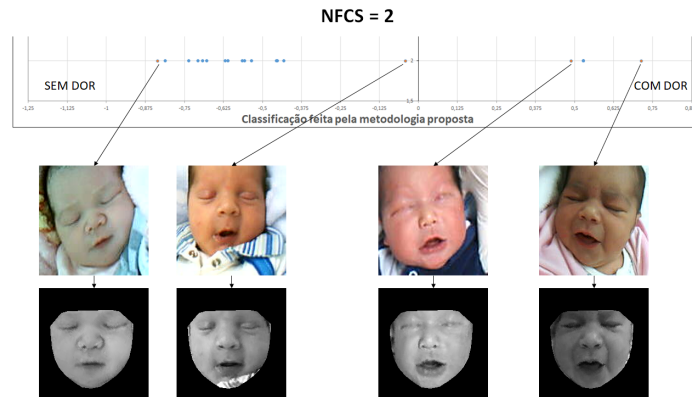 NFCS = 2
2
SEM DOR
COM DOR
1,5
-1,25 -1,125 -1 -0,875 -0,75 -0,625 -0,5 -0,375 -0,25 -0,125 0 0,125 0,25 0,375 0,5 0,625 0,75 0,875
Classificação feita pela metodologia proposta